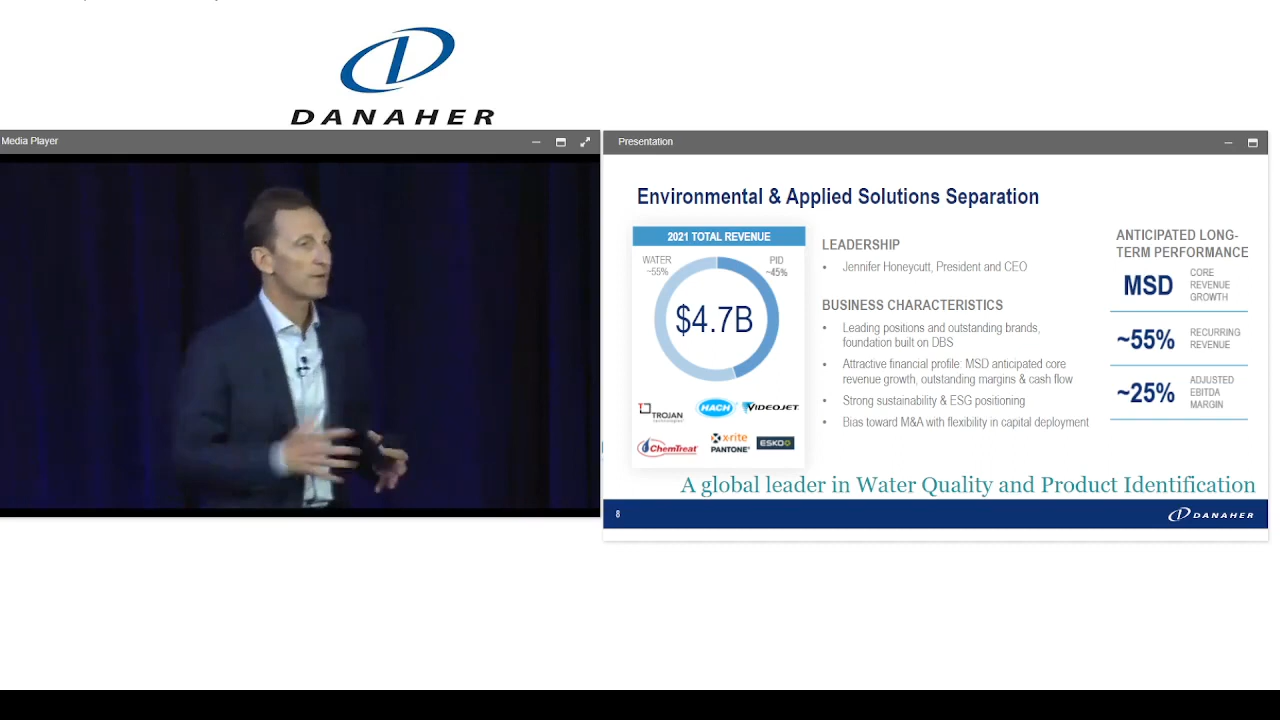 DANAHER
Media Player
Presentation
Environmental & Applied Solutions Separation
2021 TOTAL REVENUE
WATER
~55%
PID
~45%
$4.7B
TROJAN
technologies
HACH
VIDEOJET
ChemTreat
x-rite
PANTONE
ESKO
LEADERSHIP
• Jennifer Honeycutt, President and CEO
BUSINESS CHARACTERISTICS
• Leading positions and outstanding brands,
foundation built on DBS
• Attractive financial profile: MSD anticipated core
revenue growth, outstanding margins & cash flow
• Strong sustainability & ESG positioning
• Bias toward M&A with flexibility in capital deployment
ANTICIPATED LONG-
TERM PERFORMANCE
MSD
CORE
REVENUE
GROWTH
~55%
RECURRING
REVENUE
~25%
ADJUSTED
EBITDA
MARGIN
A global leader in Water Quality and Product Identification
8
DANAHER